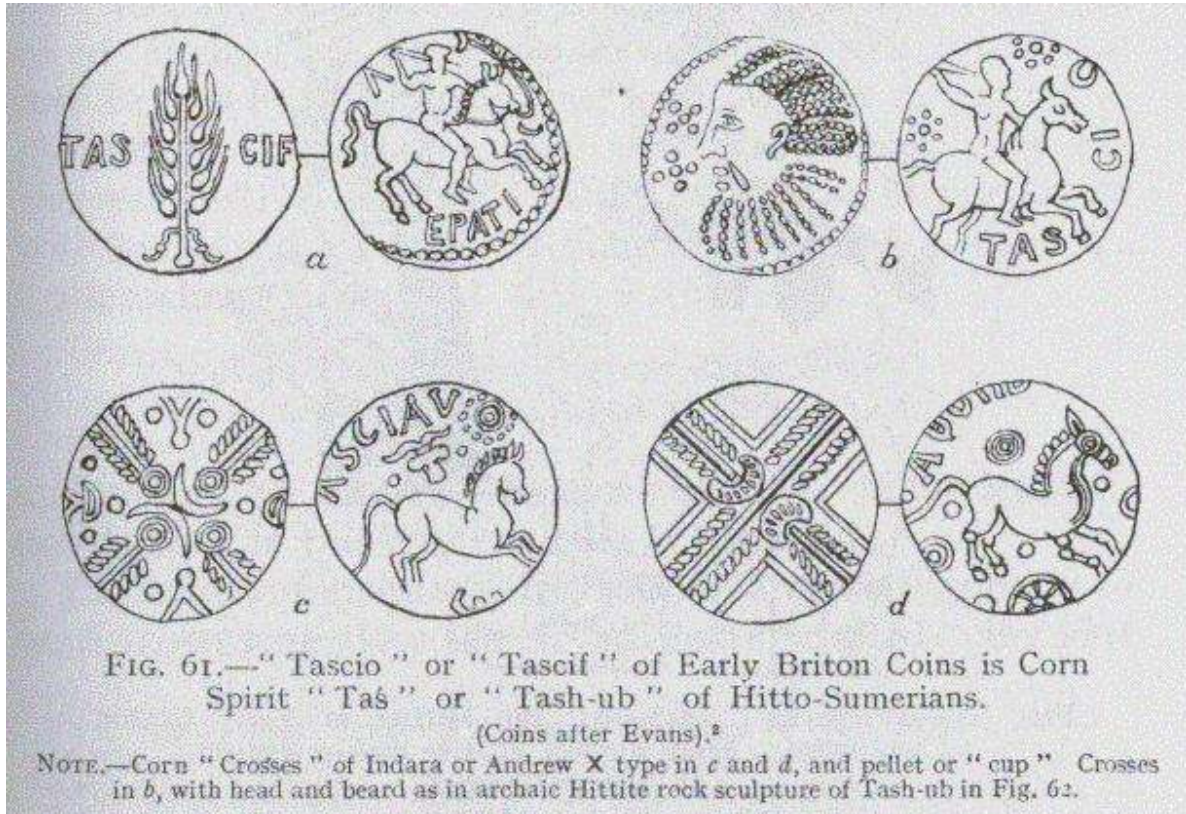 TAS CIF
EPATI
a
TAS
CI
b
ASCIAV
c
d
FIG. 61.—“ Tascio ” or “ Tascif ” of Early Briton Coins is Corn
Spirit “ Taś ” or “ Tash-ub ” of Hitto-Sumerians.
(Coins after Evans).²
NOTE.—Corn “ Crosses ” of Indara or Andrew X type in c and d, and pellet or “ cup ” Crosses
in b, with head and beard as in archaic Hittite rock sculpture of Tash-ub in Fig. 62.